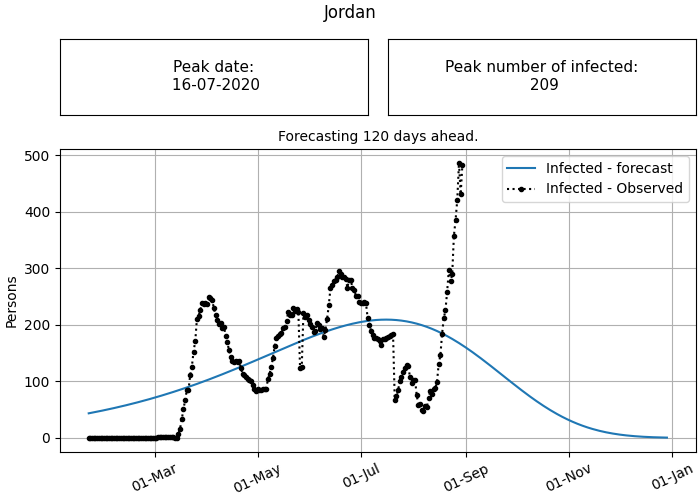 Jordan
Peak date:
16-07-2020
Peak number of infected:
209
Forecasting 120 days ahead.
Infected - forecast
Infected - Observed
Persons
500
400
300
200
100
0
01-Mar
01-May
01-Jul
01-Sep
01-Nov
01-Jan